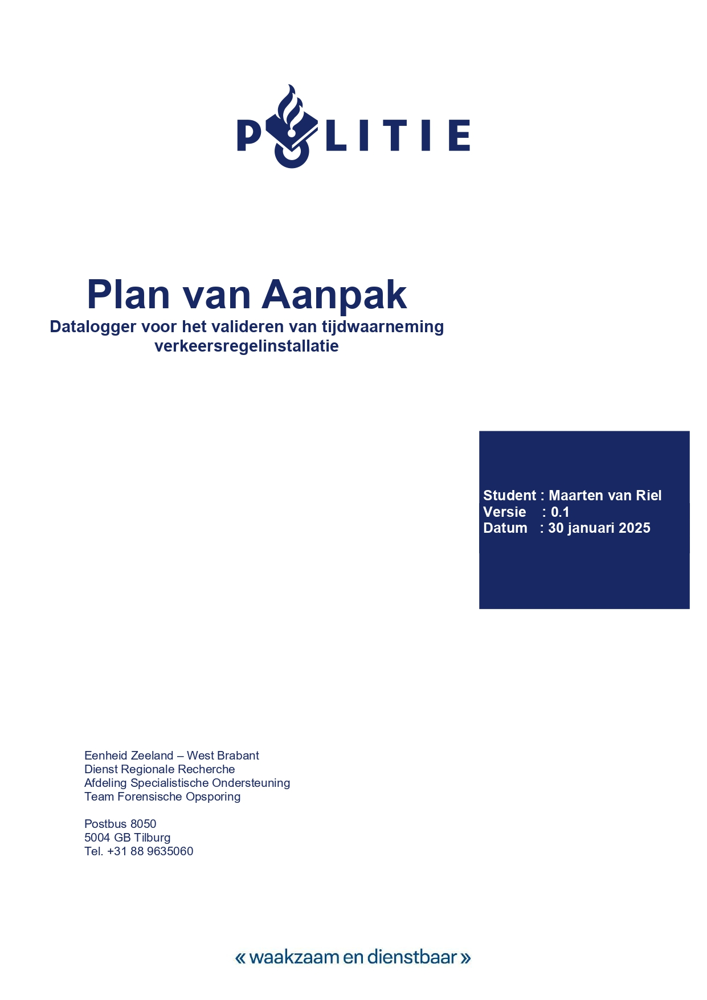 POLITIE
Plan van Aanpak
Datalogger voor het valideren van tijdwaarneming
verkeersregelinstallatie
Student : Maarten van Riel
Versie : 0.1
Datum : 30 januari 2025
Eenheid Zeeland – West Brabant
Dienst Regionale Recherche
Afdeling Specialistische Ondersteuning
Team Forensische Opsporing
Postbus 8050
5004 GB Tilburg
Tel. +31 88 9635060
« waakzaam en dienstbaar »